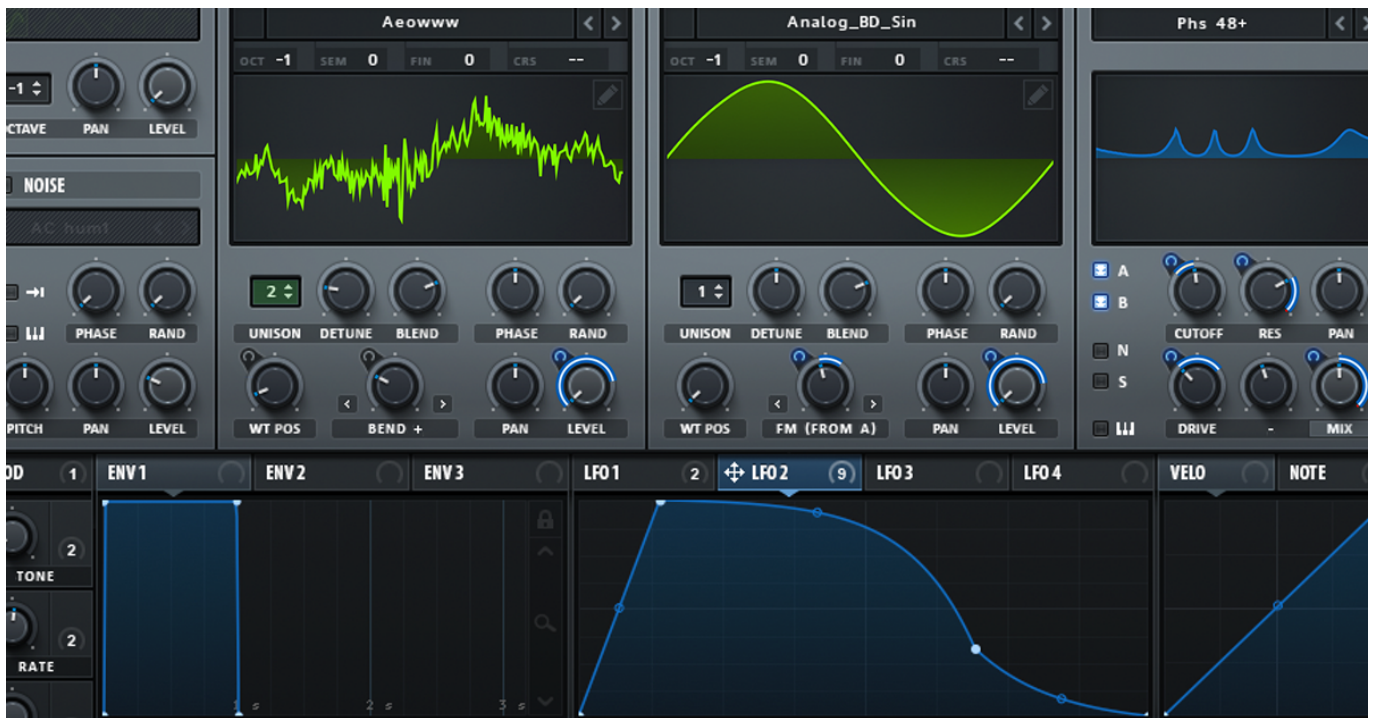 Aeowww
Analog_BD_Sin
Phs 48+
OCT -1 SEM 0 FIN 0 CRS --
OCT -1 SEM 0 FIN 0 CRS --
-1
CTAVE PAN LEVEL
NOISE
AC hum1
A
B
N
S
2
1
PHASE RAND
UNISON DETUNE BLEND PHASE RAND
UNISON DETUNE BLEND PHASE RAND
CUTOFF RES PAN
PITCH PAN LEVEL
WT POS BEND + PAN LEVEL
WT POS FM (FROM A) PAN LEVEL
DRIVE - MIX
OD 1 ENV 1 ENV 2 ENV 3 LFO 1 2 LFO 2 9 LFO 3 LFO 4 VELO NOTE
2
TONE
2
RATE
1 s 2 s 3 s